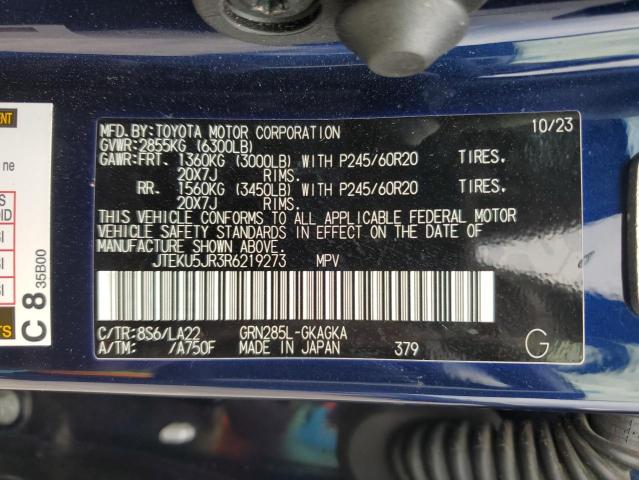 MFD.BY:TOYOTA MOTOR CORPORATION 10/23
GVWR:2855KG (6300LB)
GAWR:FRT. 1360KG (3000LB) WITH P245/60R20 TIRES.
20X7J RIMS.
RR. 1560KG (3450LB) WITH P245/60R20 TIRES.
20X7J RIMS.
THIS VEHICLE CONFORMS TO ALL APPLICABLE FEDERAL MOTOR
VEHICLE SAFETY STANDARDS IN EFFECT ON THE DATE OF
MANUFACTURE SHOWN ABOVE.
JTEKU5JR3R6219273 MPV
C/TR:8S6/LA22 GRN285L-GKAGKA
A/TM: /A750F MADE IN JAPAN 379 G
C 8 35B00
ne